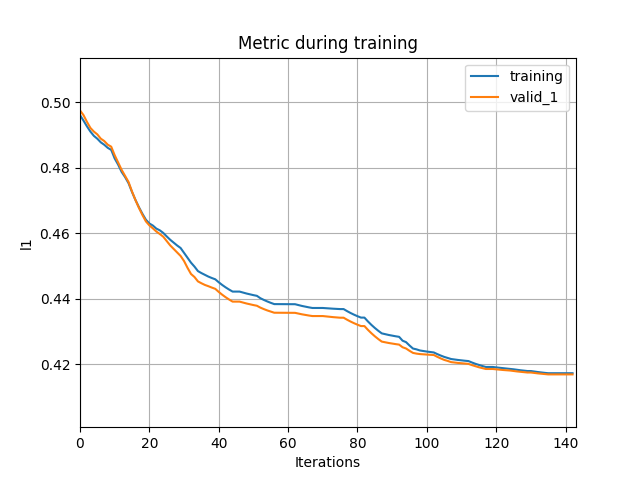 Metric during training
training
valid_1
0.50
0.48
0.46
0.44
0.42
l1
0 20 40 60 80 100 120 140
Iterations